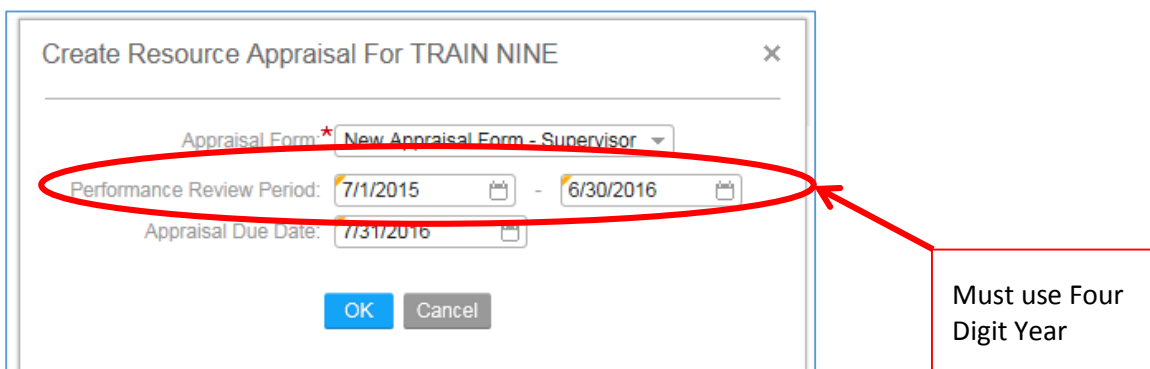 Create Resource Appraisal For TRAIN NINE ×
Appraisal Form:* New Appraisal Form - Supervisor
Performance Review Period: 7/1/2015 - 6/30/2016
Appraisal Due Date: 7/31/2016
OK Cancel
Must use Four
Digit Year